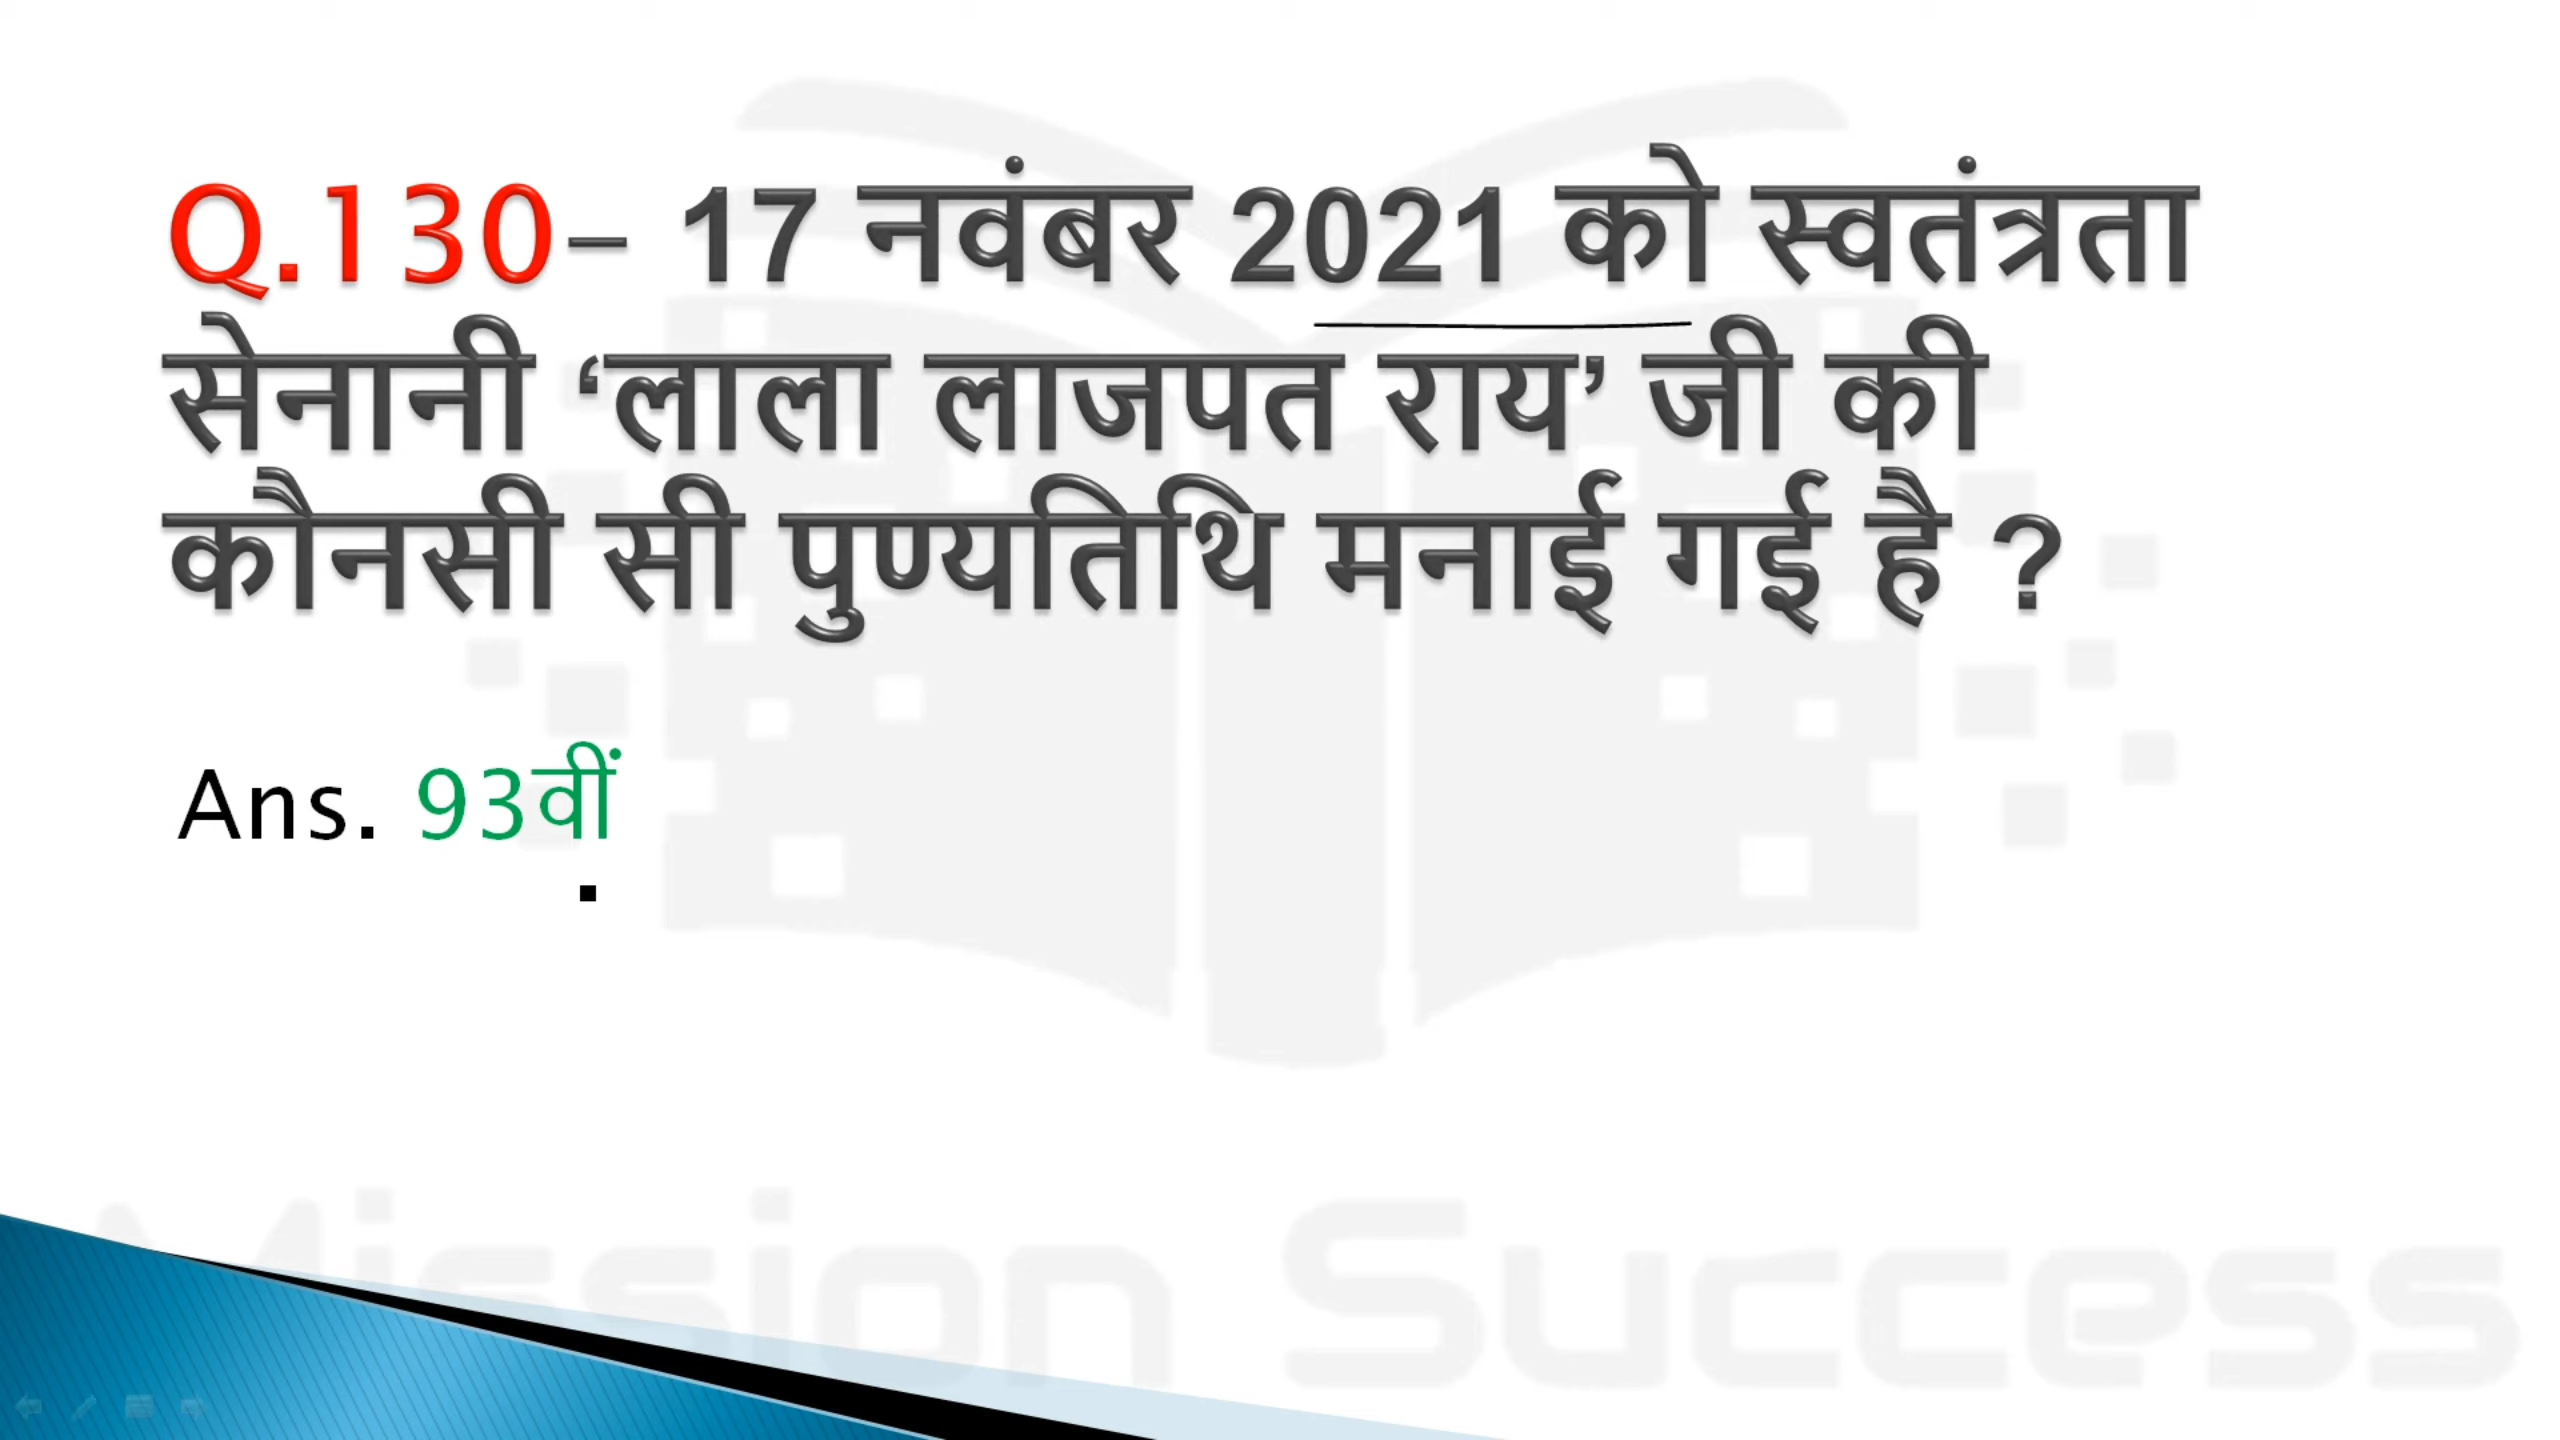 Q.130– 17 नवंबर 2021 को स्वतंत्रता
सेनानी ‘लाला लाजपत राय’ जी की
कौनसी सी पुण्यतिथि मनाई गई है ?
Ans. 93वीं
.
Mission Success